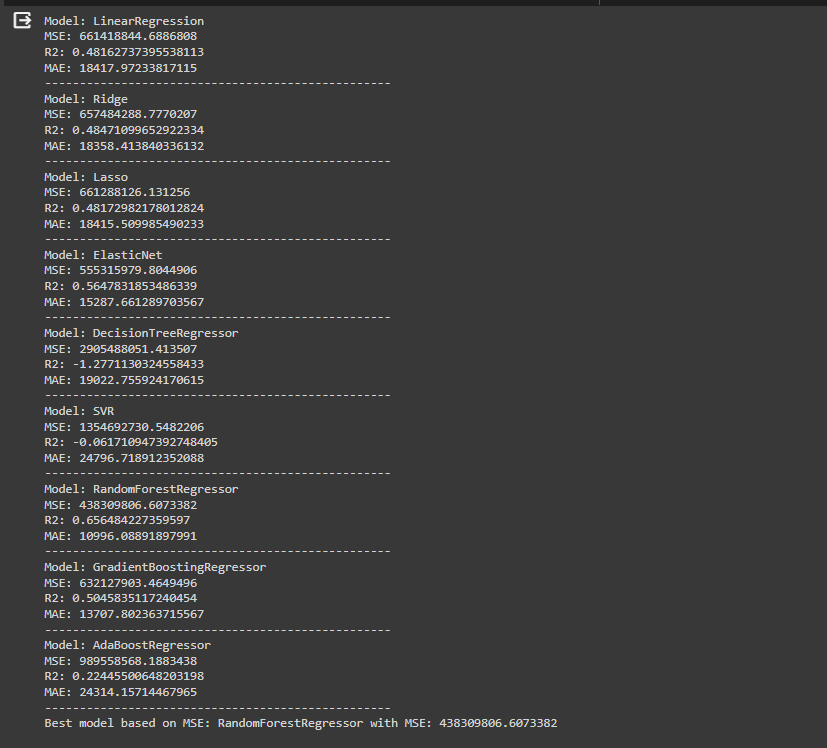 Model: LinearRegression
MSE: 661418844.6886808
R2: 0.48162737395538113
MAE: 18417.97233817115
--------------------------------------------------
Model: Ridge
MSE: 657484288.7770207
R2: 0.48471099652922334
MAE: 18358.413840336132
--------------------------------------------------
Model: Lasso
MSE: 661288126.131256
R2: 0.48172982178012824
MAE: 18415.509985490233
--------------------------------------------------
Model: ElasticNet
MSE: 555315979.8044906
R2: 0.5647831853486339
MAE: 15287.661289703567
--------------------------------------------------
Model: DecisionTreeRegressor
MSE: 2905488051.413507
R2: -1.2771130324558433
MAE: 19022.755924170615
--------------------------------------------------
Model: SVR
MSE: 1354692730.5482206
R2: -0.061710947392748405
MAE: 24796.718912352088
--------------------------------------------------
Model: RandomForestRegressor
MSE: 438309806.6073382
R2: 0.656484227359597
MAE: 10996.08891897991
--------------------------------------------------
Model: GradientBoostingRegressor
MSE: 632127903.4649496
R2: 0.5045835117240454
MAE: 13707.802363715567
--------------------------------------------------
Model: AdaBoostRegressor
MSE: 989558568.1883438
R2: 0.22445500648203198
MAE: 24314.15714467965
--------------------------------------------------
Best model based on MSE: RandomForestRegressor with MSE: 438309806.6073382